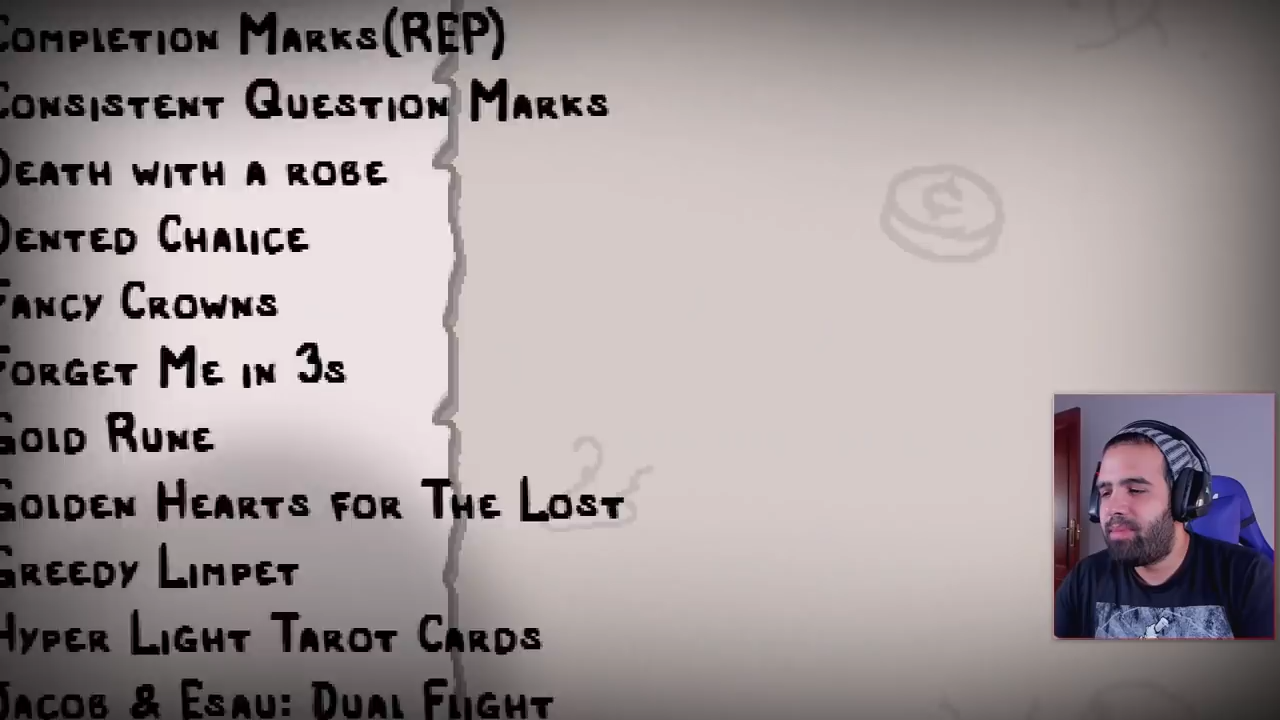 Completion Marks(REP)
Consistent Question Marks
Death with a robe
Dented Chalice
Fancy Crowns
Forget Me in 3s
Gold Rune
Golden Hearts for The Lost
Greedy Limpet
Hyper Light Tarot Cards
Jacob & Esau: Dual Flight